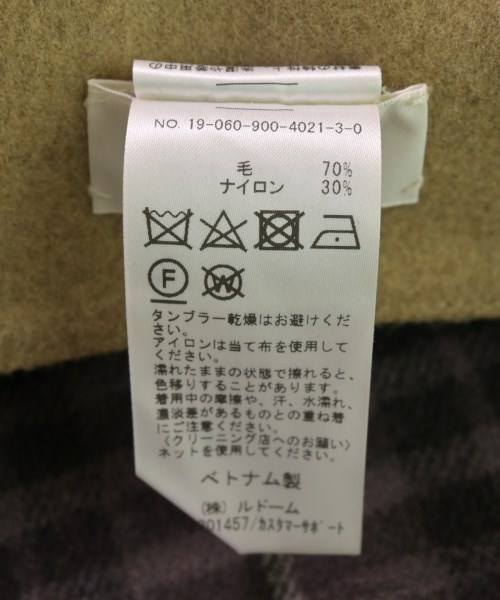 NO. 19-060-900-4021-3-0
毛 70%
ナイロン 30%
F
W
タンブラー乾燥はお避けくだ
さい。
アイロンは当て布を使用して
ください。
濡れたままの状態で擦れると、
色移りすることがあります。
着用中の摩擦や、汗、水濡れ、
濃淡差があるものとの重ね着
にご注意ください。
〈クリーニング店へのお願い〉
ネットを使用してください。
ベトナム製
(株) ルドーム
01457/カスタマーサポート